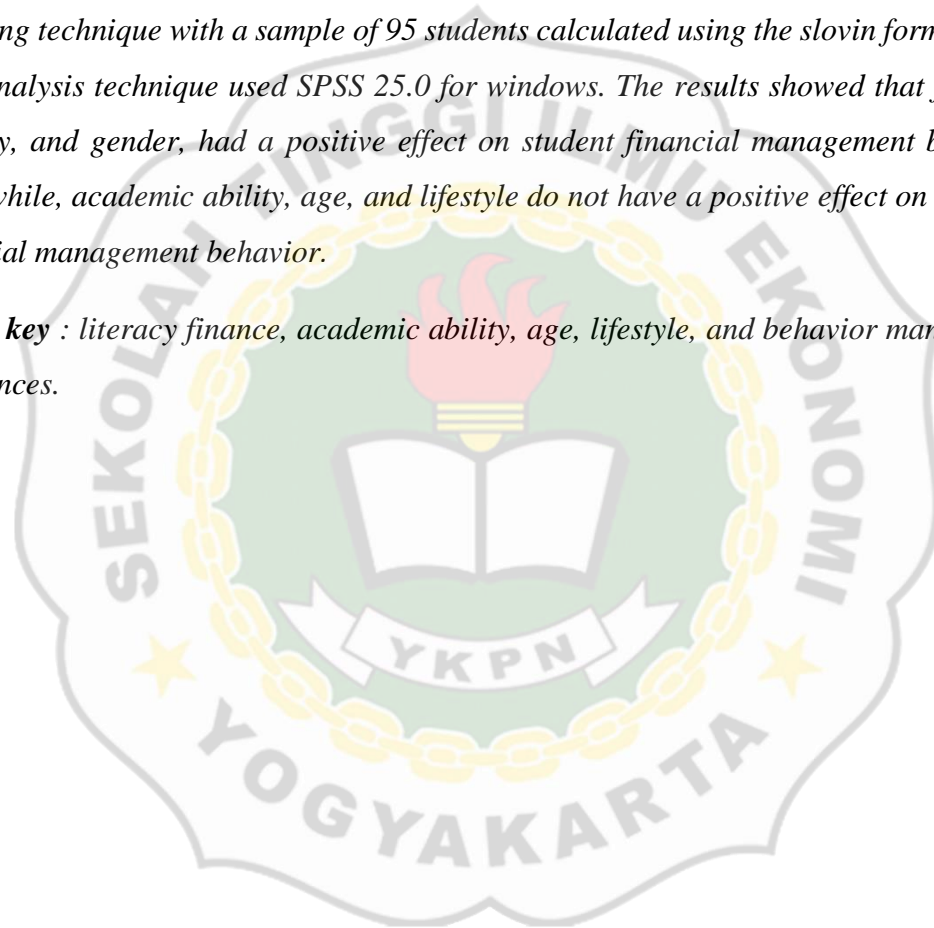 ng technique with a sample of 95 students calculated using the slovin form
nalysis technique used SPSS 25.0 for windows. The results showed that
y, and gender, had a positive effect on student financial management b
while, academic ability, age, and lifestyle do not have a positive effect on
ial management behavior.
key : literacy finance, academic ability, age, lifestyle, and behavior mar
nces.
SEKOLAH TINGGI ILMU EKONOMI
YKPN
YOGYAKARTA